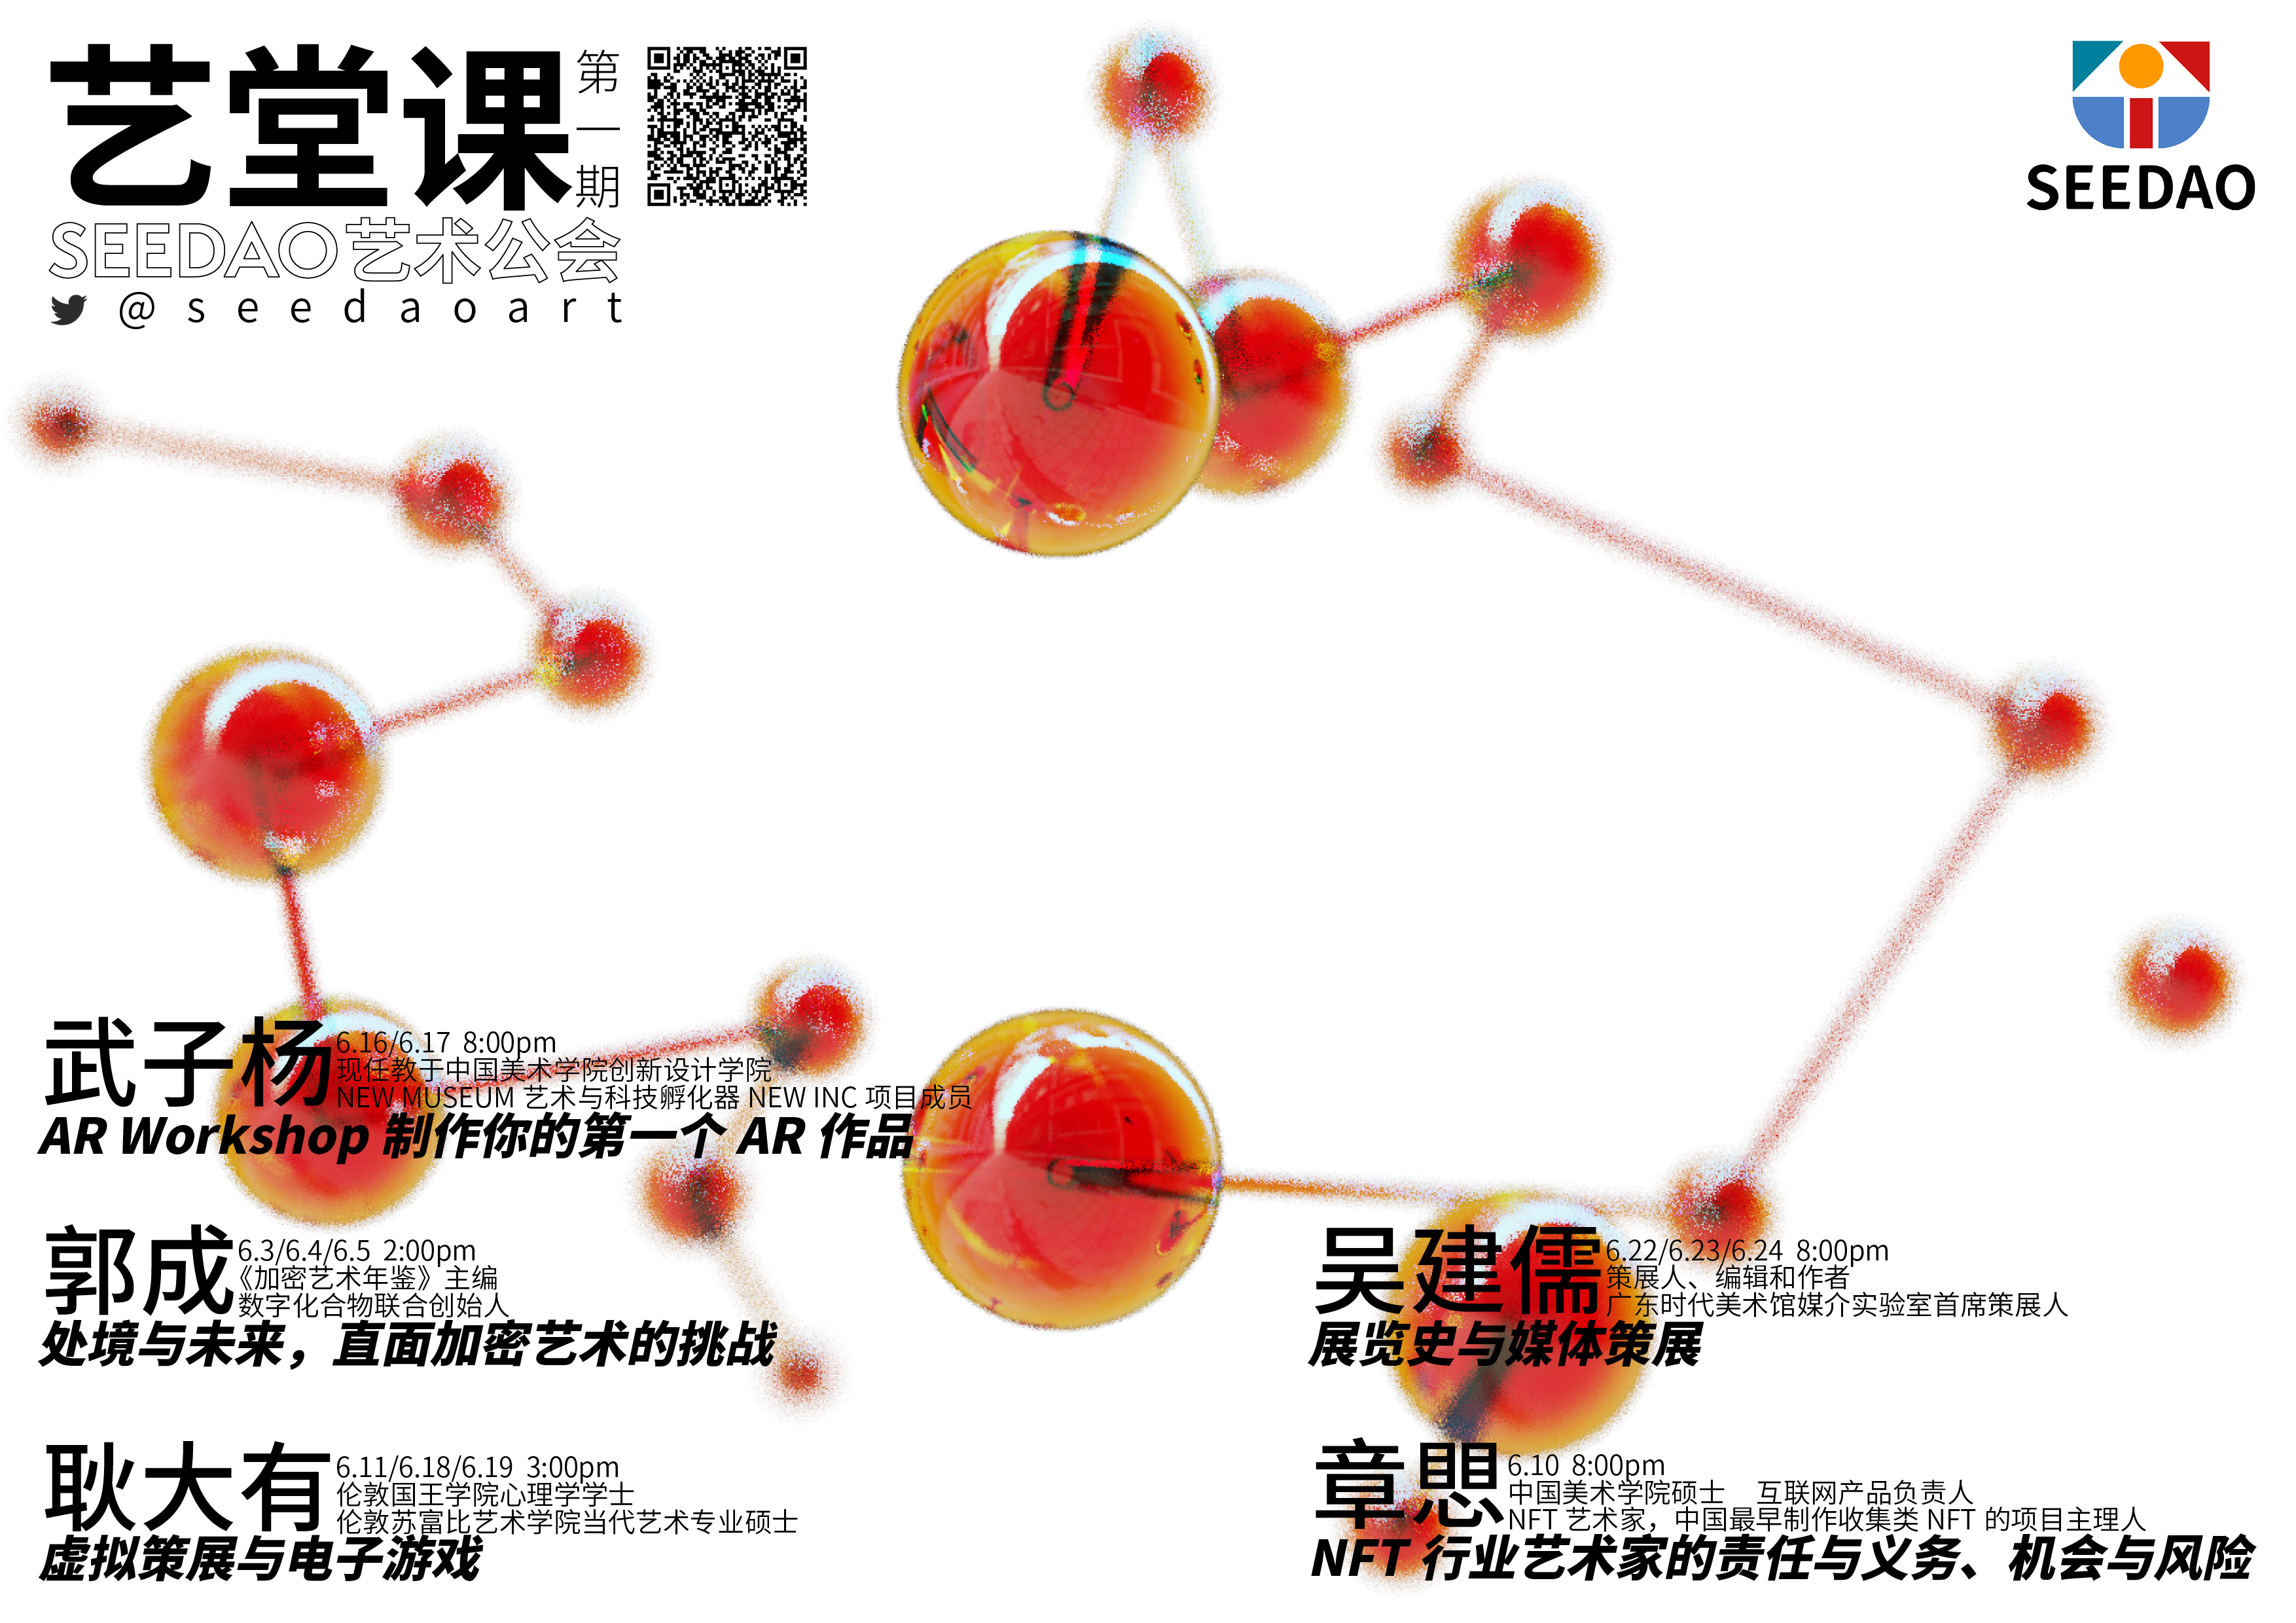 艺堂课
第一期
SEEDAO艺术公会
@seedaoart
SEEDAO
武子杨
6.16/6.17 8:00pm
现任教于中国美术学院创新设计学院
NEW MUSEUM 艺术与科技孵化器 NEW INC 项目成员
AR Workshop 制作你的第一个 AR 作品
郭成
6.3/6.4/6.5 2:00pm
《加密艺术年鉴》主编
数字化合物联合创始人
处境与未来，直面加密艺术的挑战
耿大有
6.11/6.18/6.19 3:00pm
伦敦国王学院心理学学士
伦敦苏富比艺术学院当代艺术专业硕士
虚拟策展与电子游戏
吴建儒
6.22/6.23/6.24 8:00pm
策展人、编辑和作者
广东时代美术馆媒介实验室首席策展人
展览史与媒体策展
章愳
6.10 8:00pm
中国美术学院硕士 互联网产品负责人
NFT 艺术家，中国最早制作收集类 NFT 的项目主理人
NFT 行业艺术家的责任与义务、机会与风险